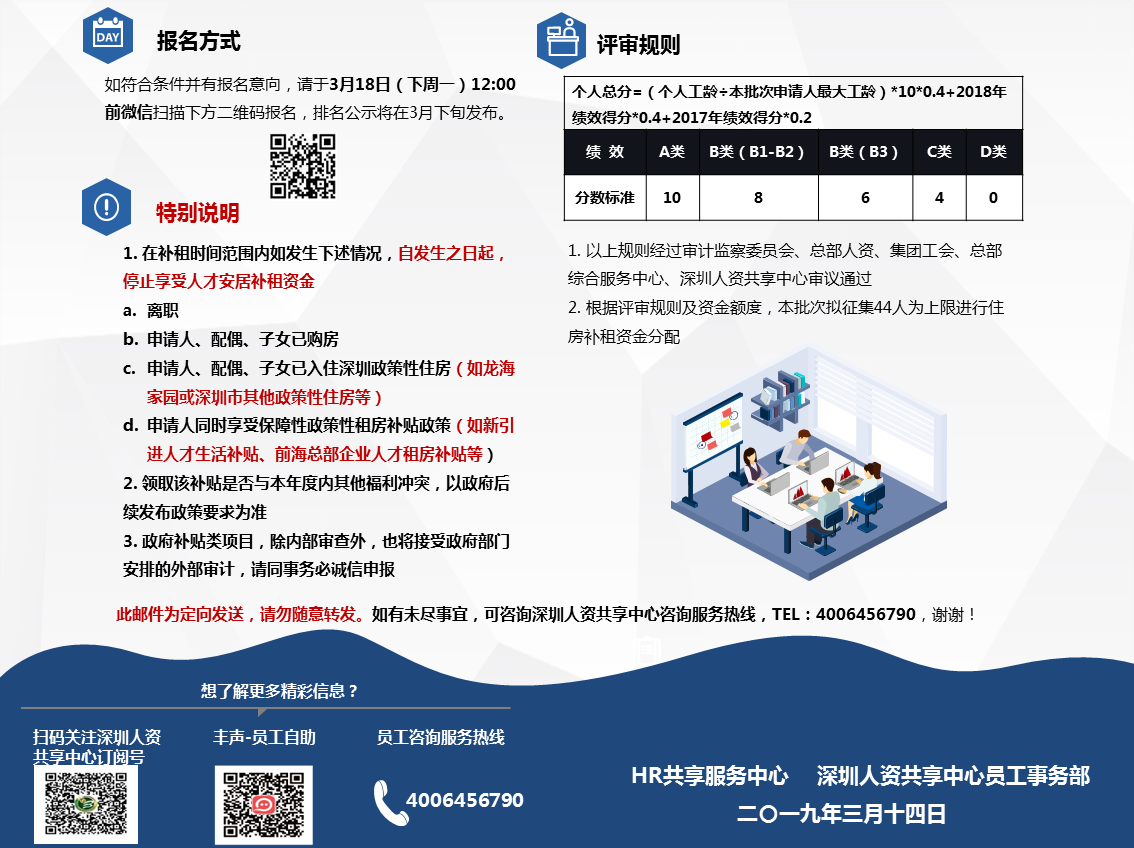 DAY
报名方式
如符合条件并有报名意向，请于3月18日（下周一）12:00
前微信扫描下方二维码报名，排名公示将在3月下旬发布。
特别说明
1. 在补租时间范围内如发生下述情况，自发生之日起，
停止享受人才安居补租资金
a. 离职
b. 申请人、配偶、子女已购房
c. 申请人、配偶、子女已入住深圳政策性住房（如龙海
家园或深圳市其他政策性住房等）
d. 申请人同时享受保障性政策性租房补贴政策（如新引
进人才生活补贴、前海总部企业人才租房补贴等）
2. 领取该补贴是否与本年度内其他福利冲突，以政府后
续发布政策要求为准
3. 政府补贴类项目，除内部审查外，也将接受政府部门
安排的外部审计，请同事务必诚信申报
评审规则
个人总分=（个人工龄÷本批次申请人最大工龄）*10*0.4+2018年
绩效得分*0.4+2017年绩效得分*0.2
绩 效 A类 B类（B1-B2） B类（B3） C类 D类
分数标准 10 8 6 4 0
1. 以上规则经过审计监察委员会、总部人资、集团工会、总部
综合服务中心、深圳人资共享中心审议通过
2. 根据评审规则及资金额度，本批次拟征集44人为上限进行住
房补租资金分配
此邮件为定向发送，请勿随意转发。如有未尽事宜，可咨询深圳人资共享中心咨询服务热线，TEL：4006456790，谢谢！
想了解更多精彩信息？
扫码关注深圳人资
共享中心订阅号
丰声-员工自助
员工咨询服务热线
4006456790
HR共享服务中心 深圳人资共享中心员工事务部
二〇一九年三月十四日